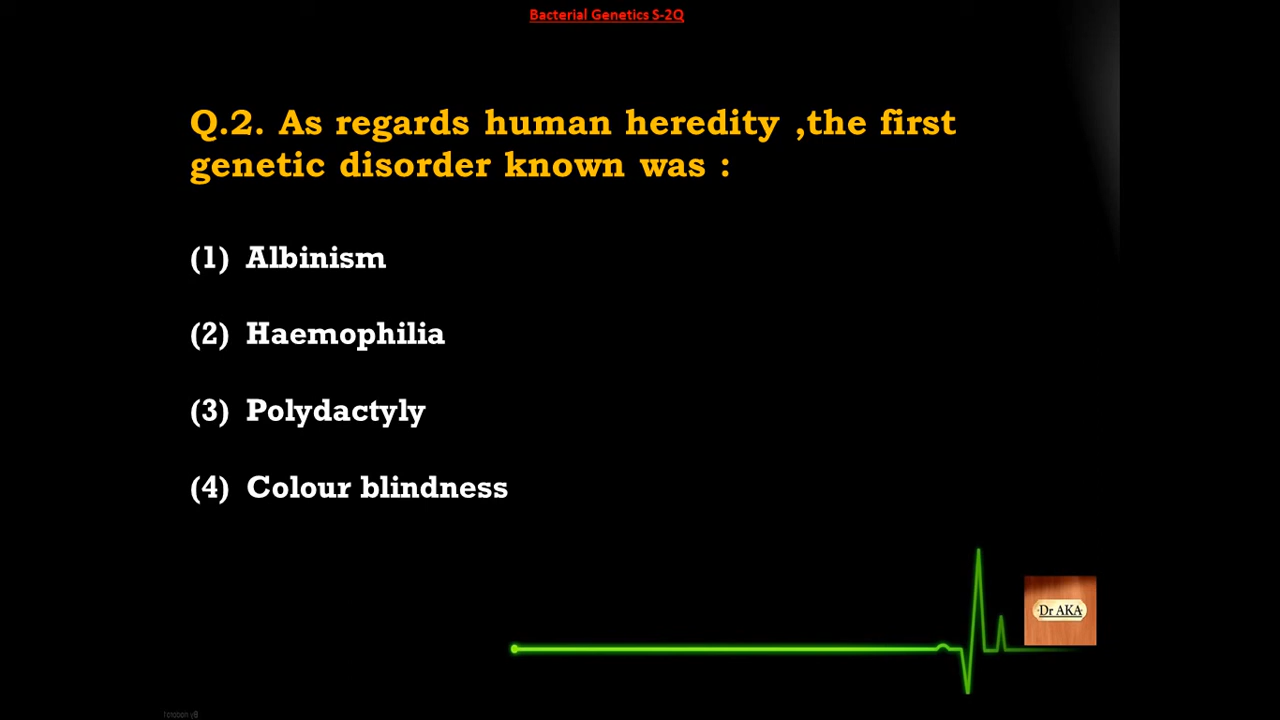 Bacterial Genetics S-2Q
Q.2. As regards human heredity ,the first
genetic disorder known was :
(1) Albinism
(2) Haemophilia
(3) Polydactyly
(4) Colour blindness
Dr AKA